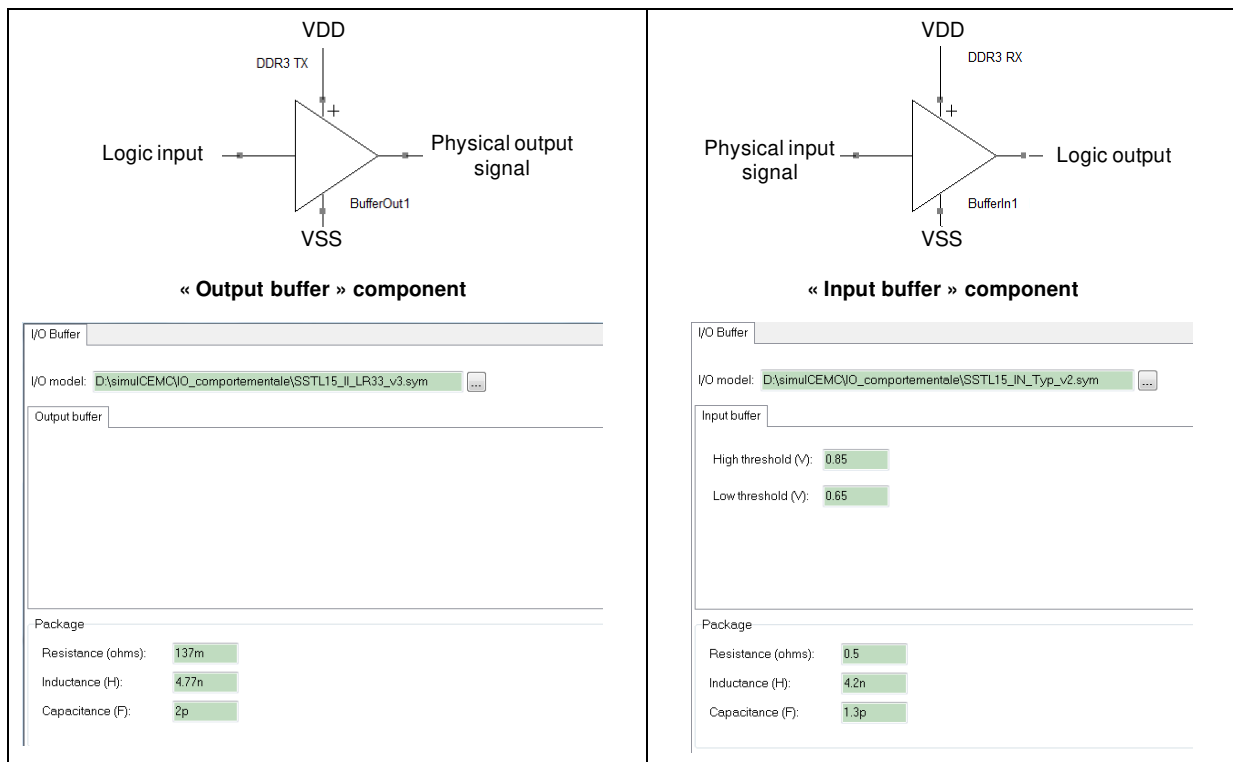 VDD
DDR3 TX
+
Logic input
Physical output
signal
BufferOut1
VSS
« Output buffer » component
I/O Buffer
I/O model: D:\simulCEMC\IO_comportementale\SSTL15_II_LR33_v3.sym ...
Output buffer
Package
Resistance (ohms): 137m
Inductance (H): 4.77n
Capacitance (F): 2p
VDD
DDR3 RX
+
Physical input
signal
Logic output
BufferIn1
VSS
« Input buffer » component
I/O Buffer
I/O model: D:\simulCEMC\IO_comportementale\SSTL15_IN_Typ_v2.sym ...
Input buffer
High threshold (V): 0.85
Low threshold (V): 0.65
Package
Resistance (ohms): 0.5
Inductance (H): 4.2n
Capacitance (F): 1.3p